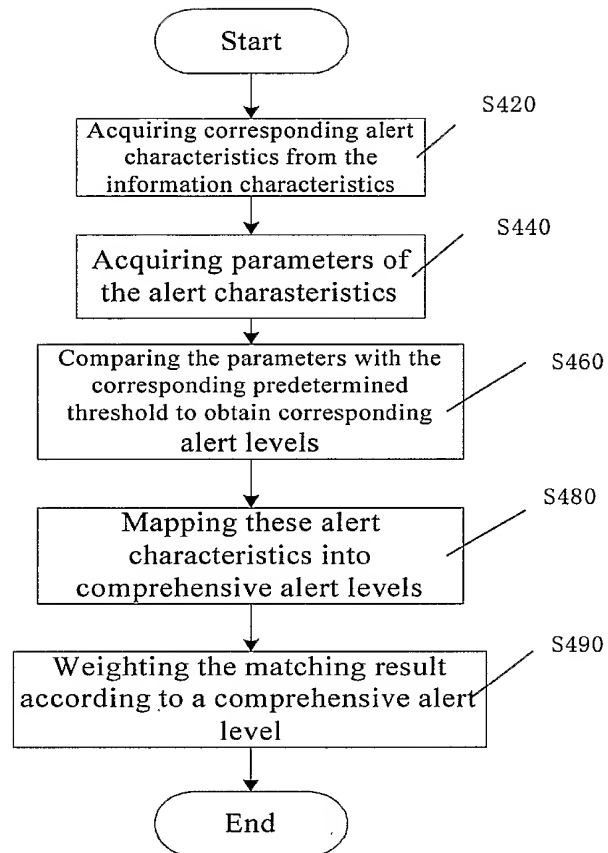 Start
Acquiring corresponding alert
characteristics from the
information characteristics
S420
Acquiring parameters of
the alert charasteristics
S440
Comparing the parameters with the
corresponding predetermined
threshold to obtain corresponding
alert levels
S460
Mapping these alert
characteristics into
comprehensive alert levels
S480
Weighting the matching result
according to a comprehensive alert
level
S490
End